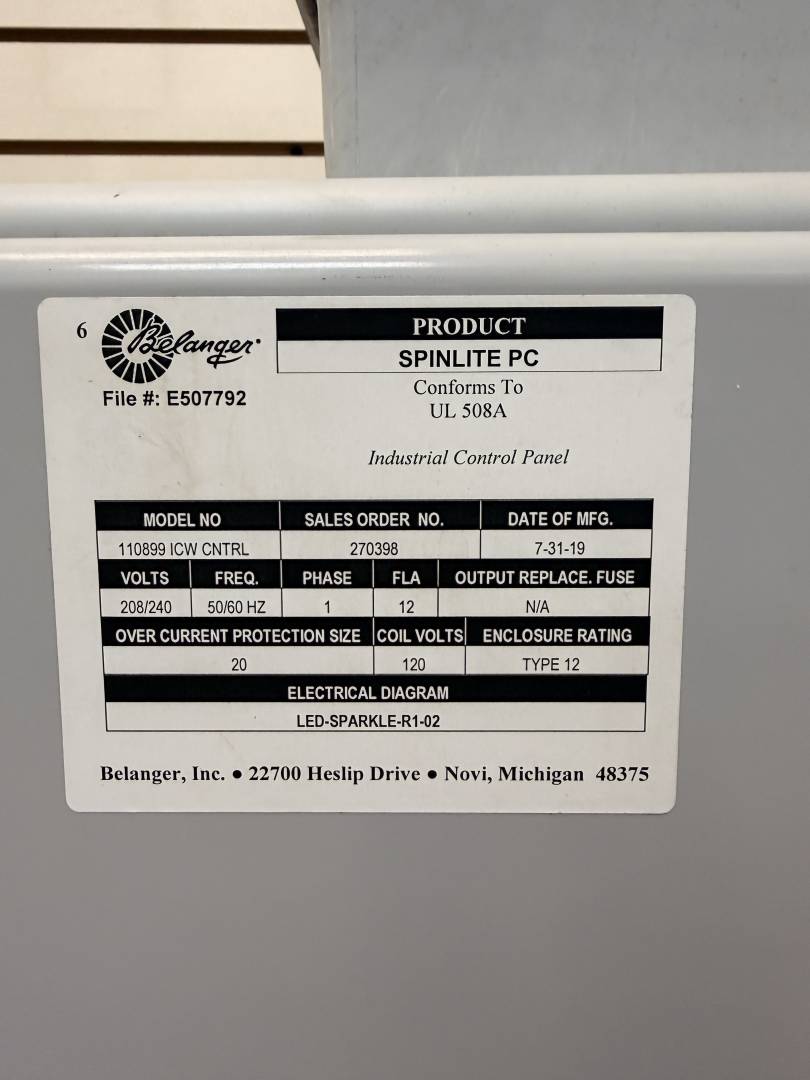 6 Belanger PRODUCT
SPINLITE PC
File #: E507792
Conforms To
UL 508A
Industrial Control Panel
MODEL NO SALES ORDER NO. DATE OF MFG.
110899 ICW CNTRL 270398 7-31-19
VOLTS FREQ. PHASE FLA OUTPUT REPLACE. FUSE
208/240 50/60 HZ 1 12 N/A
OVER CURRENT PROTECTION SIZE COIL VOLTS ENCLOSURE RATING
20 120 TYPE 12
ELECTRICAL DIAGRAM
LED-SPARKLE-R1-02
Belanger, Inc. ● 22700 Heslip Drive ● Novi, Michigan 48375